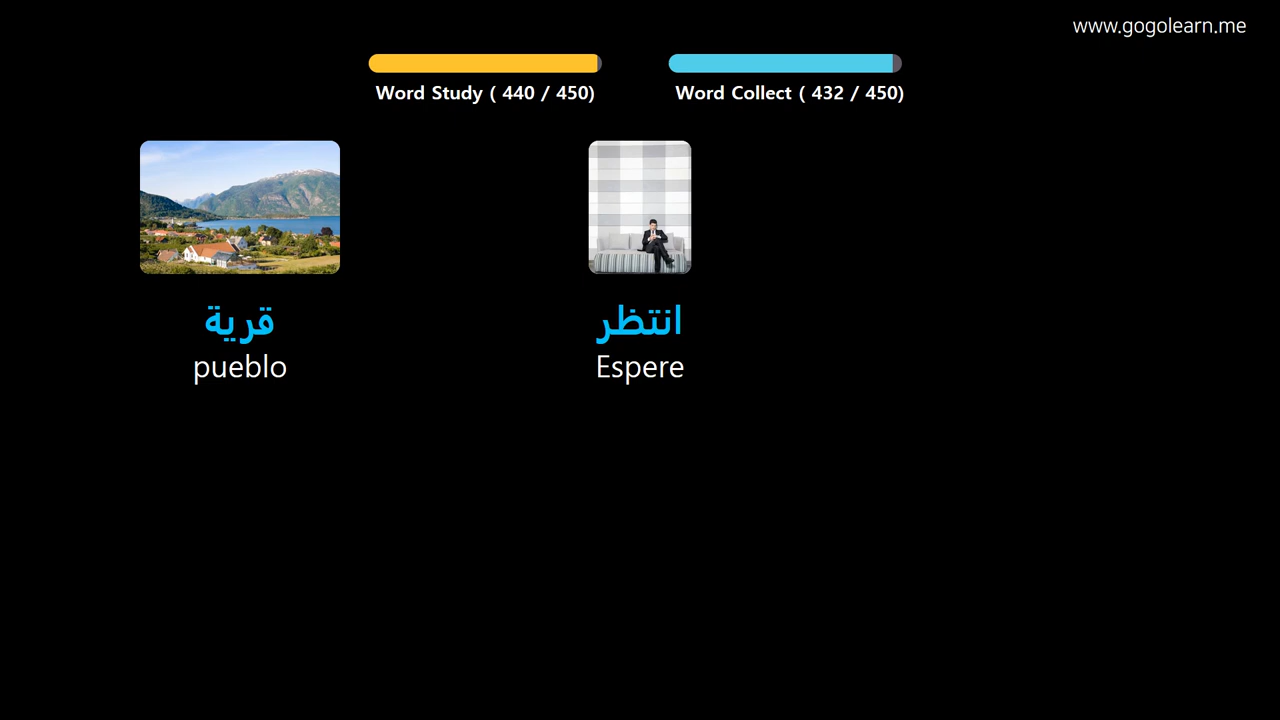 www.gogolearn.me
Word Study ( 440 / 450)
Word Collect ( 432 / 450)
قرية
pueblo
انتظر
Espere